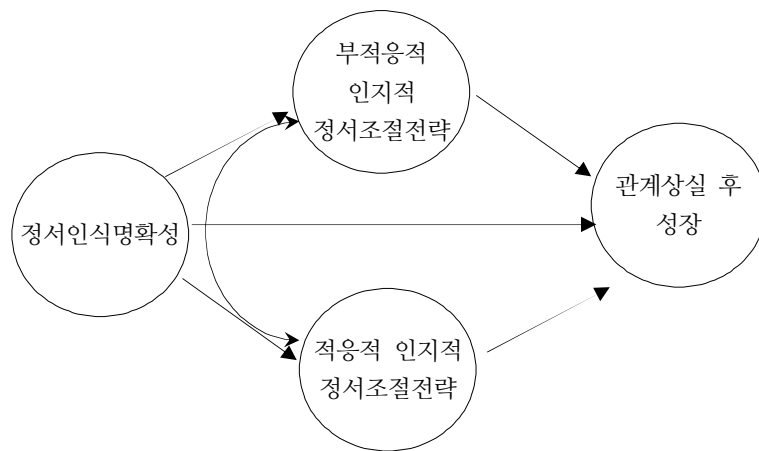 부적응적
인지적
정서조절전략
관계상실 후
성장
정서인식명확성
적응적 인지적
정서조절전략